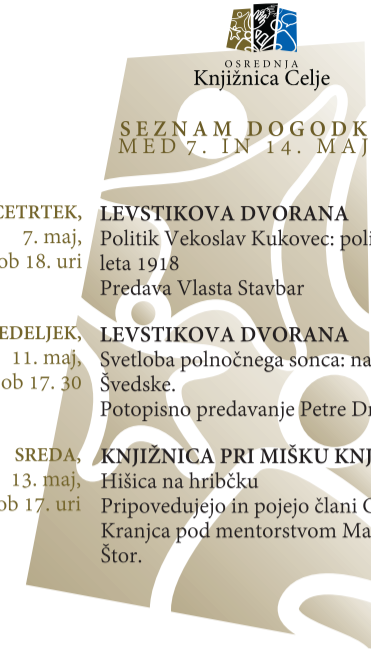 OSREDNJA
Knjižnica Celje
SEZNAM DOGODK
MED 7. IN 14. MAJ
ČETRTEK,
7. maj,
ob 18. uri
LEVSTIKOVA DVORANA
Politik Vekoslav Kukovec: poli
leta 1918
Predava Vlasta Stavbar
EDELJEK,
11. maj,
ob 17. 30
LEVSTIKOVA DVORANA
Svetloba polnočnega sonca: na
Švedske.
Potopisno predavanje Petre Dr
SREDA,
13. maj,
ob 17. uri
KNJIŽNICA PRI MIŠKU KNJ
Hišica na hribčku
Pripovedujejo in pojejo člani
Kranjca pod mentorstvom Ma
Štor.